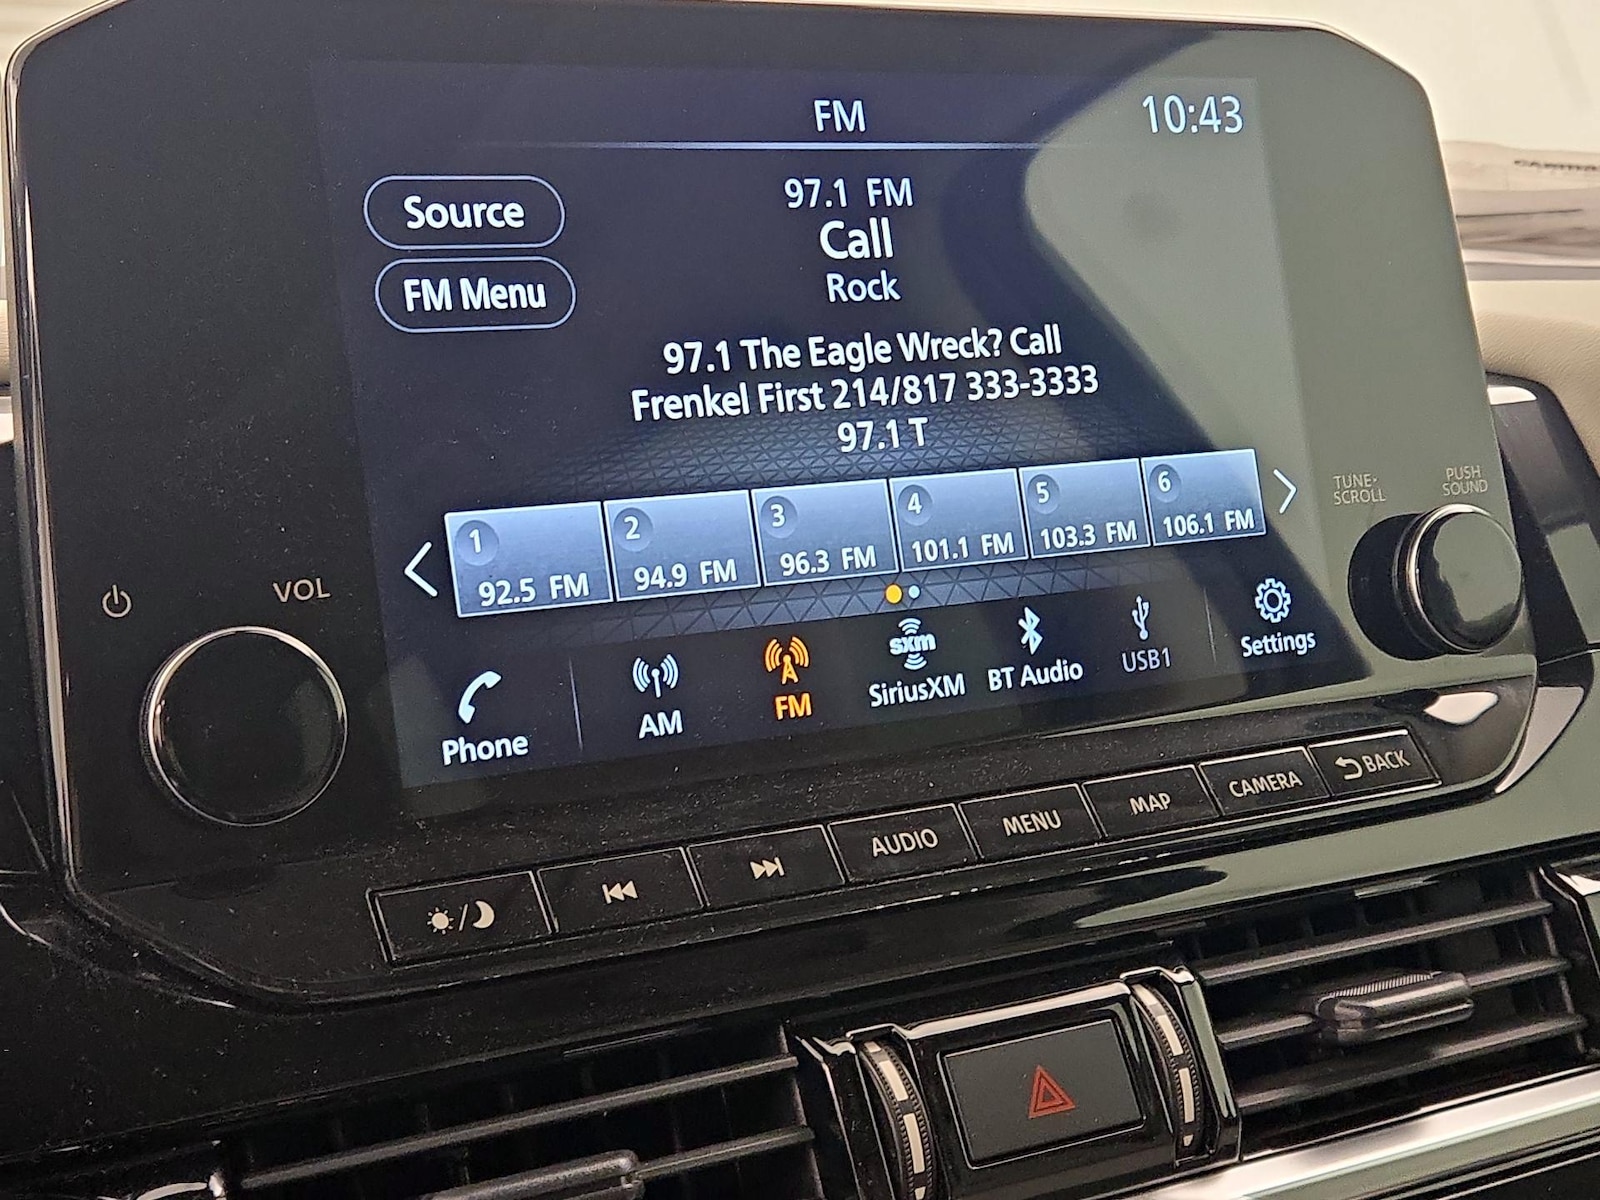 FM
10:43
Source
97.1 FM
Call
Rock
FM Menu
97.1 The Eagle Wreck? Call
Frenkel First 214/817 333-3333
97.1 T
1
92.5 FM
2
94.9 FM
3
96.3 FM
4
101.1 FM
5
103.3 FM
6
106.1 FM
TUNE·
SCROLL
PUSH
SOUND
VOL
Phone
AM
FM
sxm
SiriusXM
BT Audio
USB1
Settings
AUDIO
MENU
MAP
CAMERA
BACK